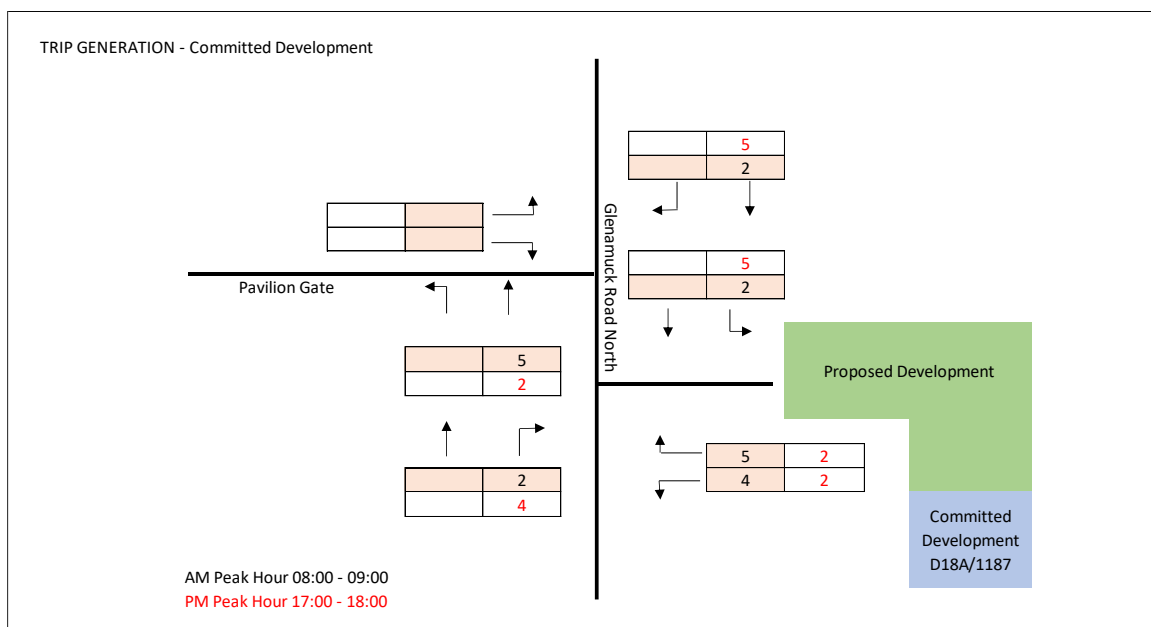 TRIP GENERATION - Committed Development
5
2
Glenamuck Road North
5
2
Pavilion Gate
5
2
Proposed Development
5 2
4 2
2
4
Committed
Development
D18A/1187
AM Peak Hour 08:00 - 09:00
PM Peak Hour 17:00 - 18:00